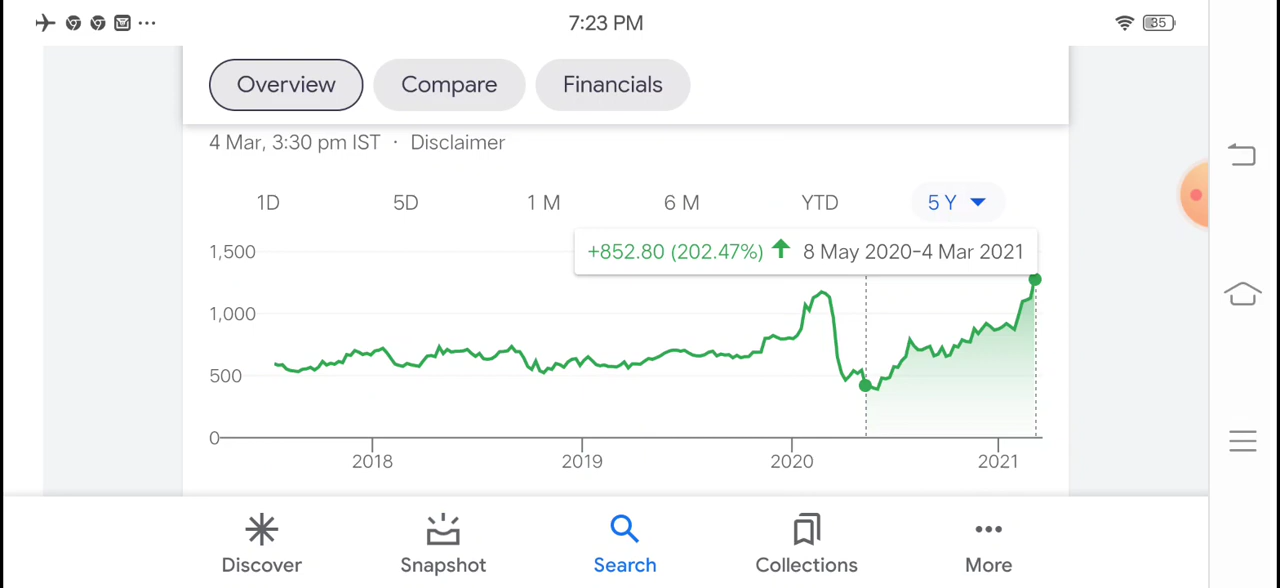 7:23 PM
35
Overview Compare Financials
4 Mar, 3:30 pm IST · Disclaimer
1D 5D 1 M 6 M YTD 5 Y
+852.80 (202.47%) ↑ 8 May 2020–4 Mar 2021
1,500
1,000
500
0
2018 2019 2020 2021
Discover Snapshot Search Collections More